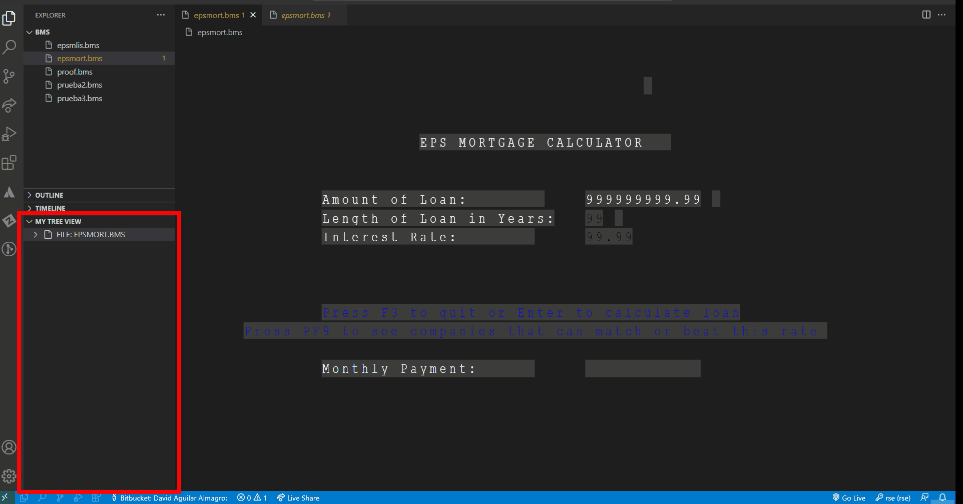 EXPLORER
BMS
epsmlis.bms
epsmort.bms 1
proof.bms
prueba2.bms
prueba3.bms
OUTLINE
TIMELINE
MY TREE VIEW
FILE: EPSMORT.BMS
epsmort.bms 1
epsmort.bms 1
epsmort.bms
EPS MORTGAGE CALCULATOR
Amount of Loan: 999999999.99
Length of Loan in Years: 99
Interest Rate: 99.99
Press F3 to quit or Enter to calculate loan
Press PF9 to see companies that can match or beat this rate
Monthly Payment:
Bitbucket: David Aguilar Almagro: 0 1 Live Share
Go Live rse (rse)